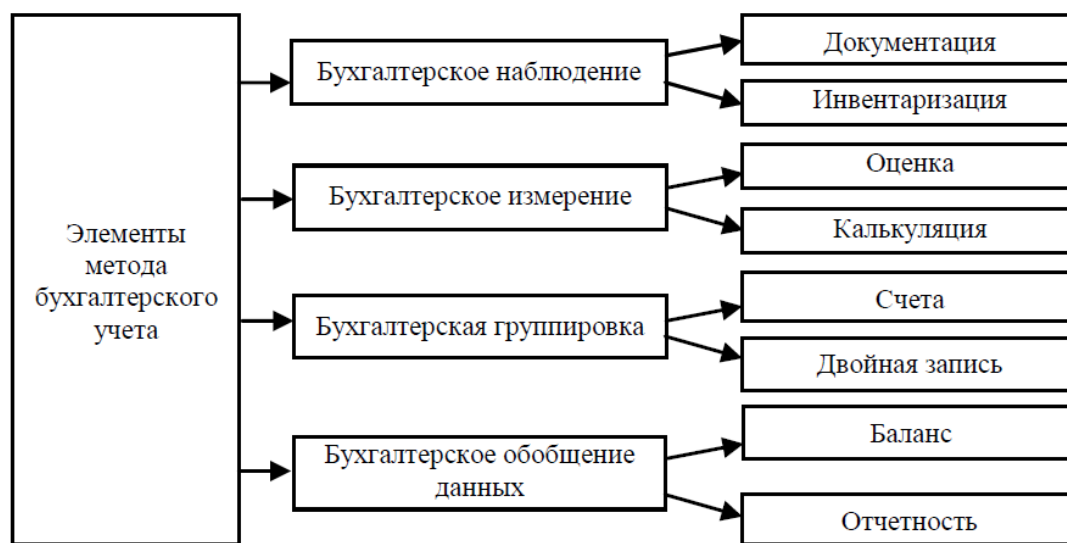 Элементы
метода
бухгалтерского
учета
Бухгалтерское наблюдение
Документация
Инвентаризация
Бухгалтерское измерение
Оценка
Калькуляция
Бухгалтерская группировка
Счета
Двойная запись
Бухгалтерское обобщение
данных
Баланс
Отчетность